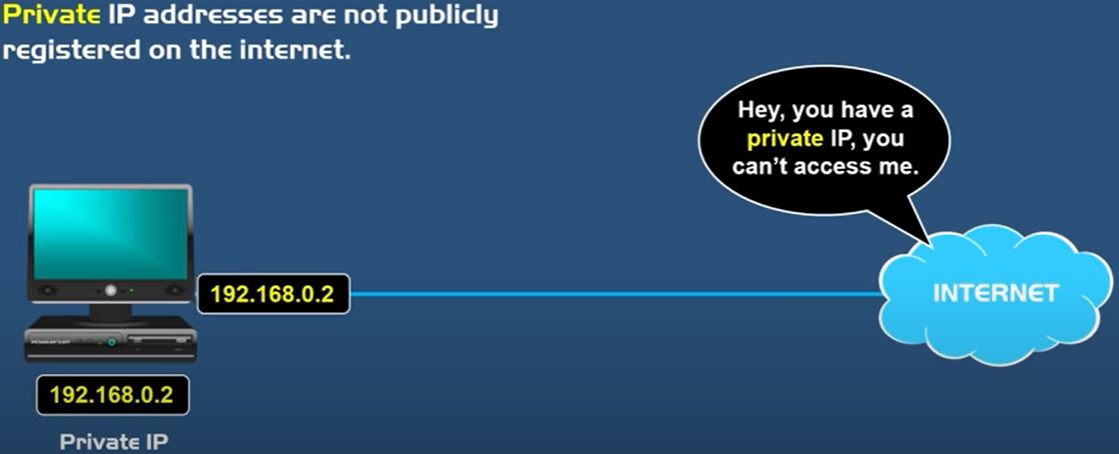 Private IP addresses are not publicly
registered on the internet.
Hey, you have a
private IP, you
can't access me.
192.168.0.2
INTERNET
192.168.0.2
Private IP